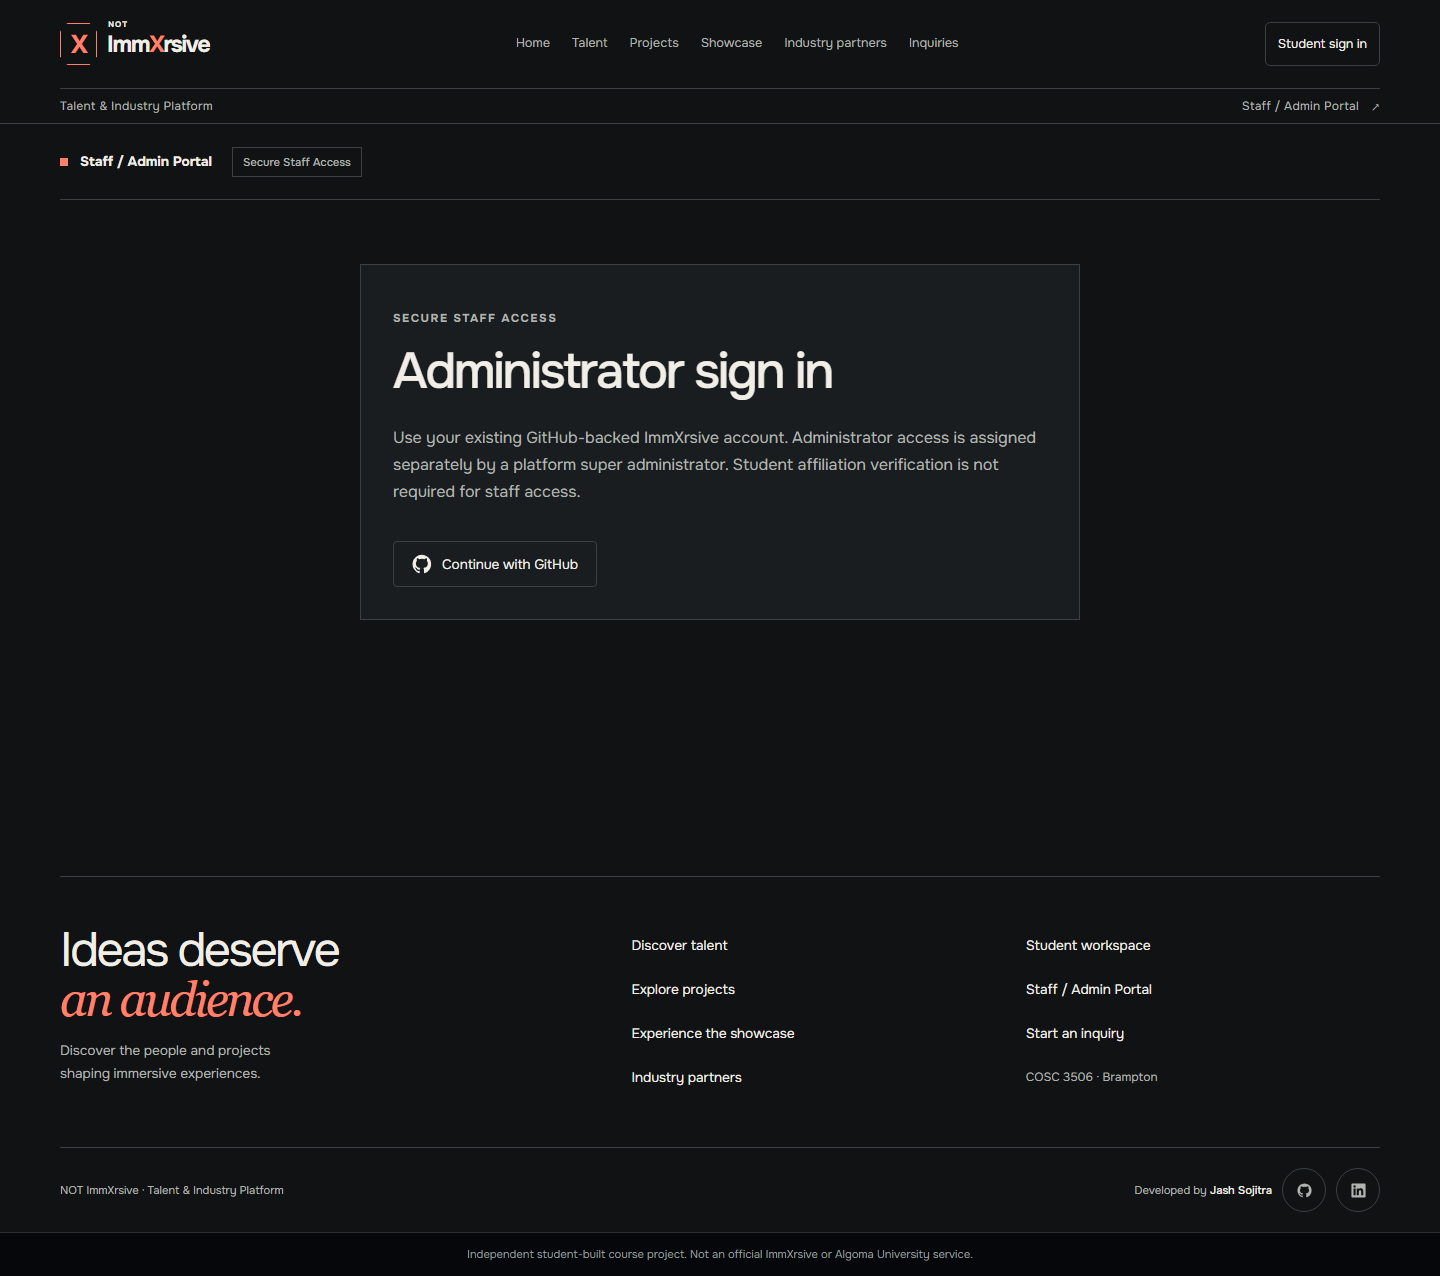 X
NOT
ImmXrsive
Home
Talent
Projects
Showcase
Industry partners
Inquiries
Student sign in
Talent & Industry Platform
Staff / Admin Portal ↗
Staff / Admin Portal
Secure Staff Access
SECURE STAFF ACCESS
Administrator sign in
Use your existing GitHub-backed ImmXrsive account. Administrator access is assigned
separately by a platform super administrator. Student affiliation verification is not
required for staff access.
Continue with GitHub
Ideas deserve
an audience.
Discover the people and projects
shaping immersive experiences.
Discover talent
Explore projects
Experience the showcase
Industry partners
Student workspace
Staff / Admin Portal
Start an inquiry
COSC 3506 · Brampton
NOT ImmXrsive · Talent & Industry Platform
Developed by Jash Sojitra
Independent student-built course project. Not an official ImmXrsive or Algoma University service.